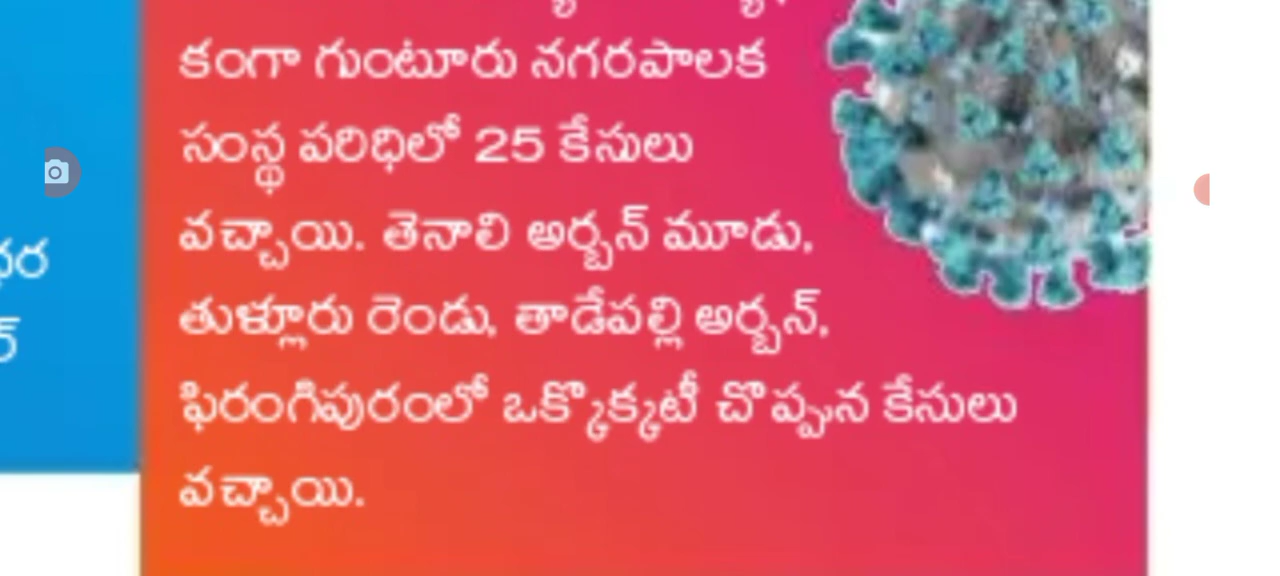 కంగా గుంటూరు నగరపాలక
సంస్థ పరిధిలో 25 కేసులు
వచ్చాయి. తెనాలి అర్బన్ మూడు,
తుళ్లూరు రెండు, తాడేపల్లి అర్బన్,
ఫిరంగిపురంలో ఒక్కొక్కటీ చొప్పున కేసులు
వచ్చాయి.